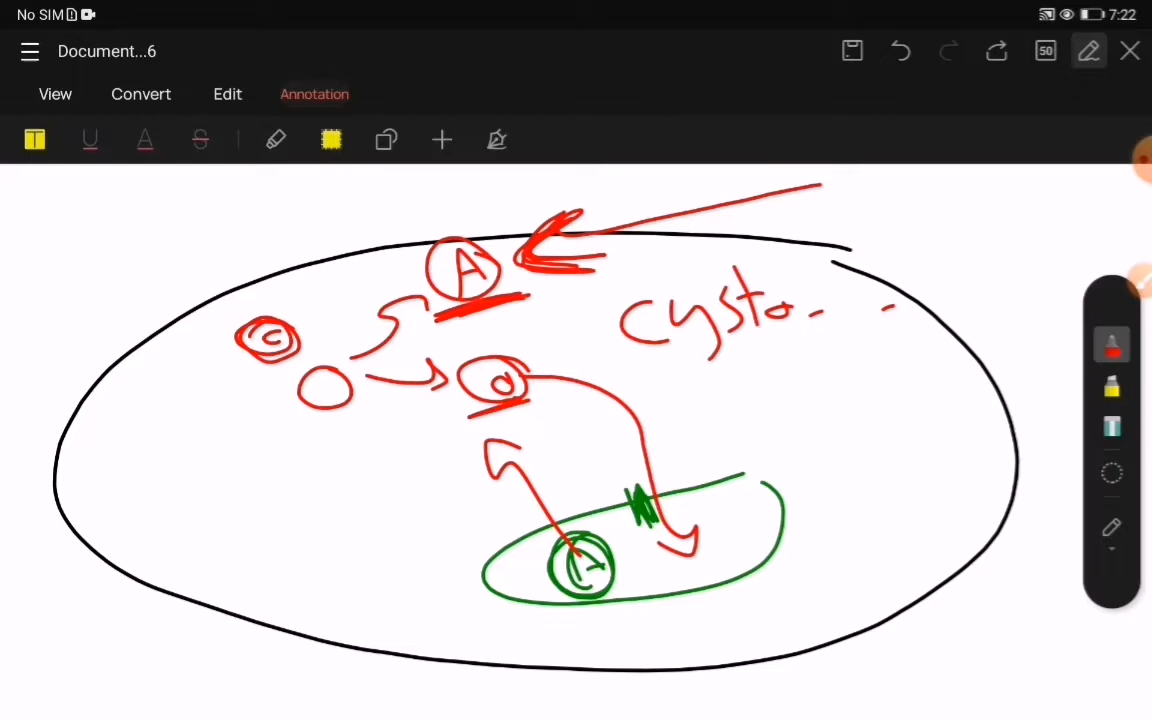 No SIM 7:22
Document...6
50
View Convert Edit Annotation
T U A S
A
c
cysto. -
a